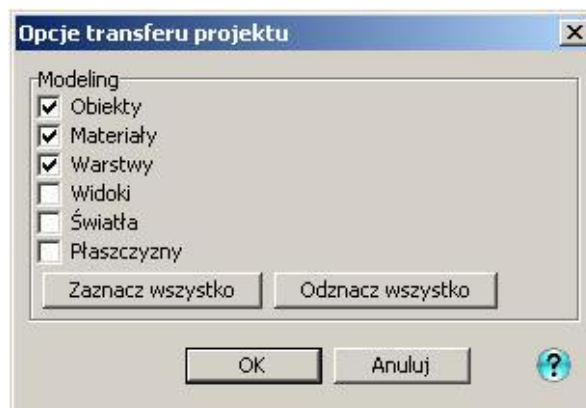 Opcje transferu projektu
Modeling
Obiekty
Materiały
Warstwy
Widoki
Światła
Płaszczyzny
Zaznacz wszystko Odznacz wszystko
OK Anuluj ?